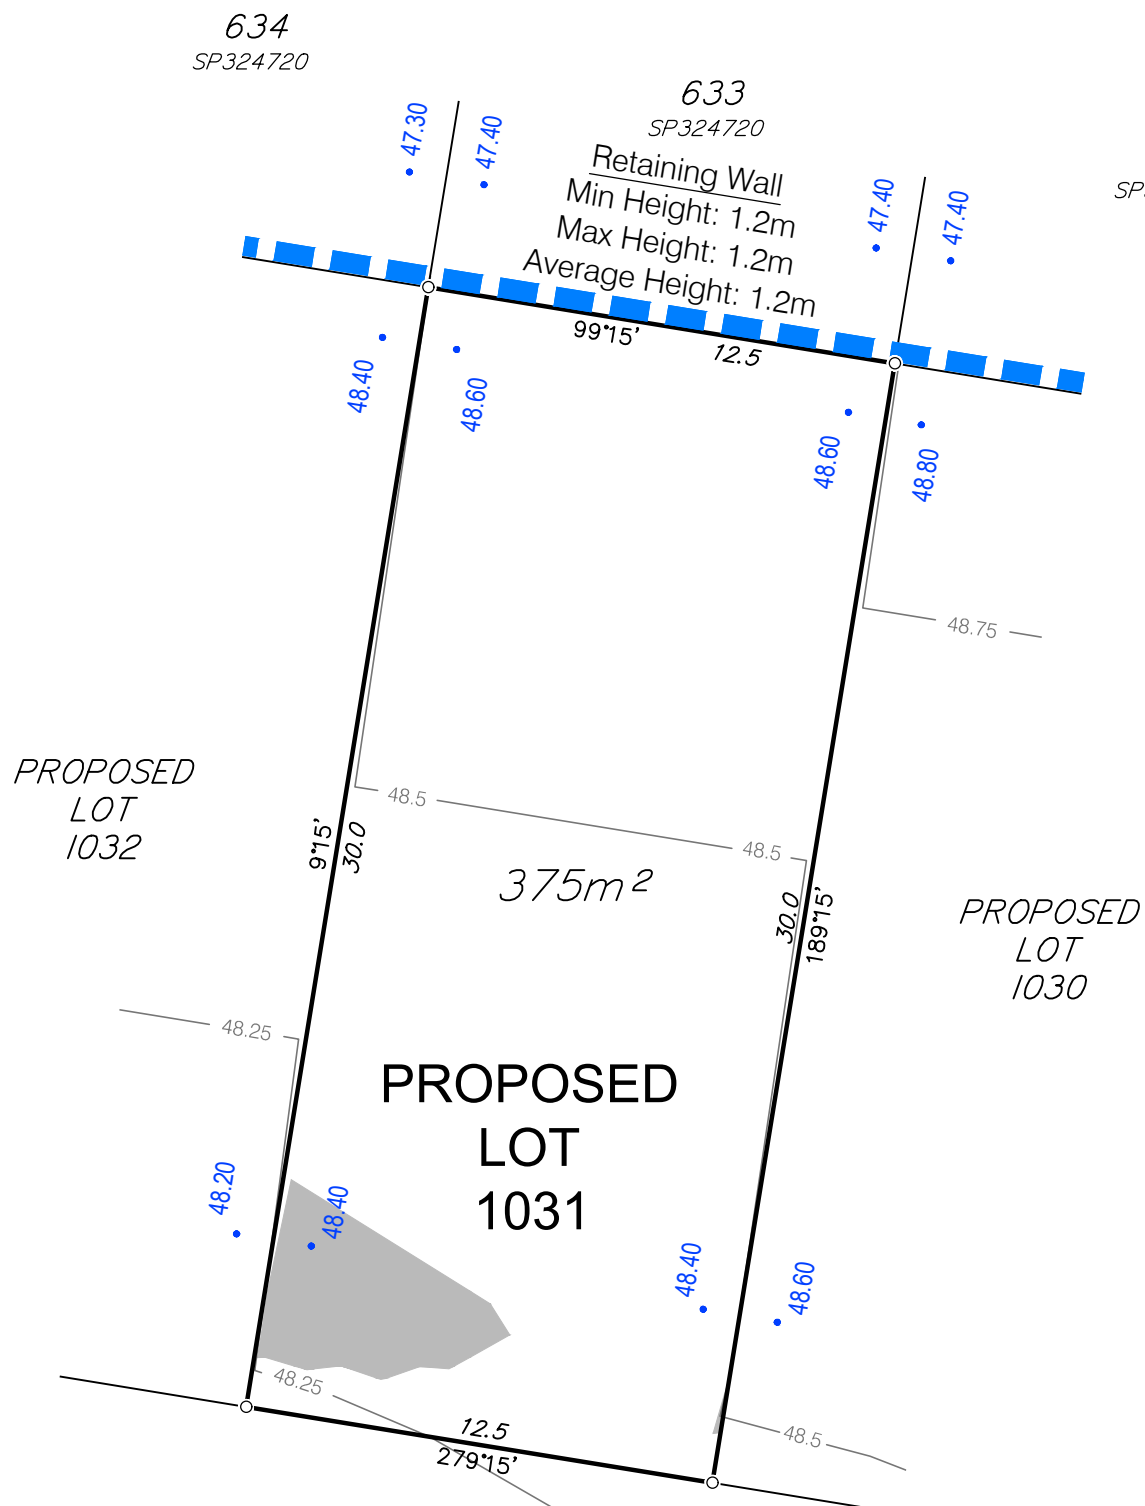 634
SP324720
633
SP324720
47.30
47.40
Retaining Wall
Min Height: 1.2m
Max Height: 1.2m
Average Height: 1.2m
47.40
47.40
SP
99°15'
12.5
48.40
48.60
48.60
48.80
48.75
PROPOSED
LOT
1032
48.5
48.5
9°15'
30.0
375m²
30.0
189°15'
PROPOSED
LOT
1030
48.25
PROPOSED
LOT
1031
48.20
48.40
48.40
48.60
48.25
12.5
279°15'
48.5